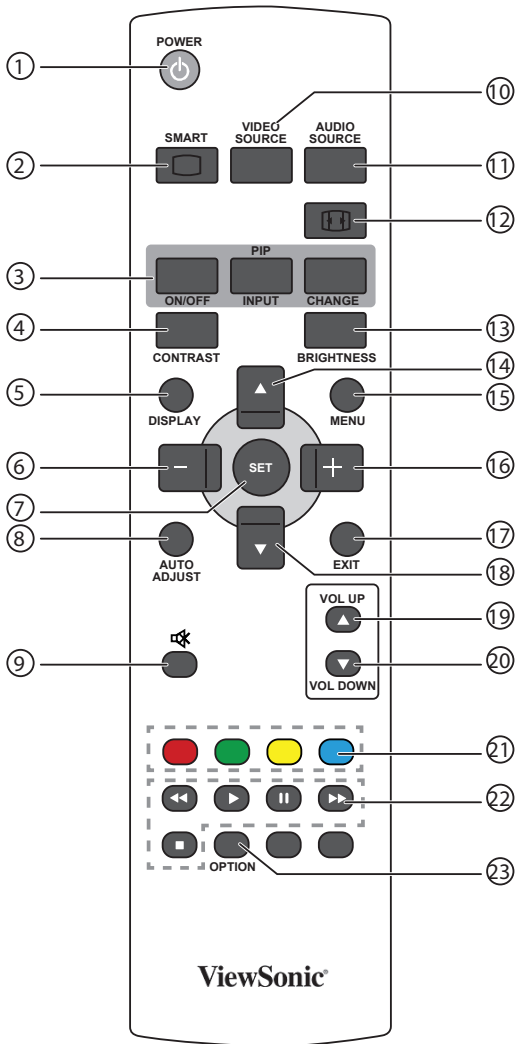 POWER
1
10
SMART
VIDEO
SOURCE
AUDIO
SOURCE
2
11
12
PIP
3
ON/OFF
INPUT
CHANGE
4
13
CONTRAST
BRIGHTNESS
14
5
15
DISPLAY
MENU
6
16
SET
7
8
17
AUTO
ADJUST
EXIT
18
VOL UP
19
9
20
VOL DOWN
21
22
OPTION
23
ViewSonic®